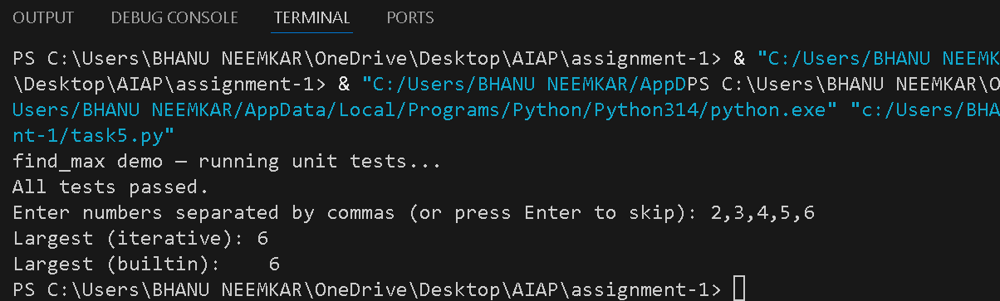 OUTPUT DEBUG CONSOLE TERMINAL PORTS
PS C:\Users\BHANU NEEMKAR\OneDrive\Desktop\AIAP\assignment-1> & "C:/Users/BHANU NEEMK
\Desktop\AIAP\assignment-1> & "C:/Users/BHANU NEEMKAR/AppDPS C:\Users\BHANU NEEMKAR\O
Users/BHANU NEEMKAR/AppData/Local/Programs/Python/Python314/python.exe" "c:/Users/BHA
nt-1/task5.py"
find_max demo — running unit tests...
All tests passed.
Enter numbers separated by commas (or press Enter to skip): 2,3,4,5,6
Largest (iterative): 6
Largest (builtin):    6
PS C:\Users\BHANU NEEMKAR\OneDrive\Desktop\AIAP\assignment-1>